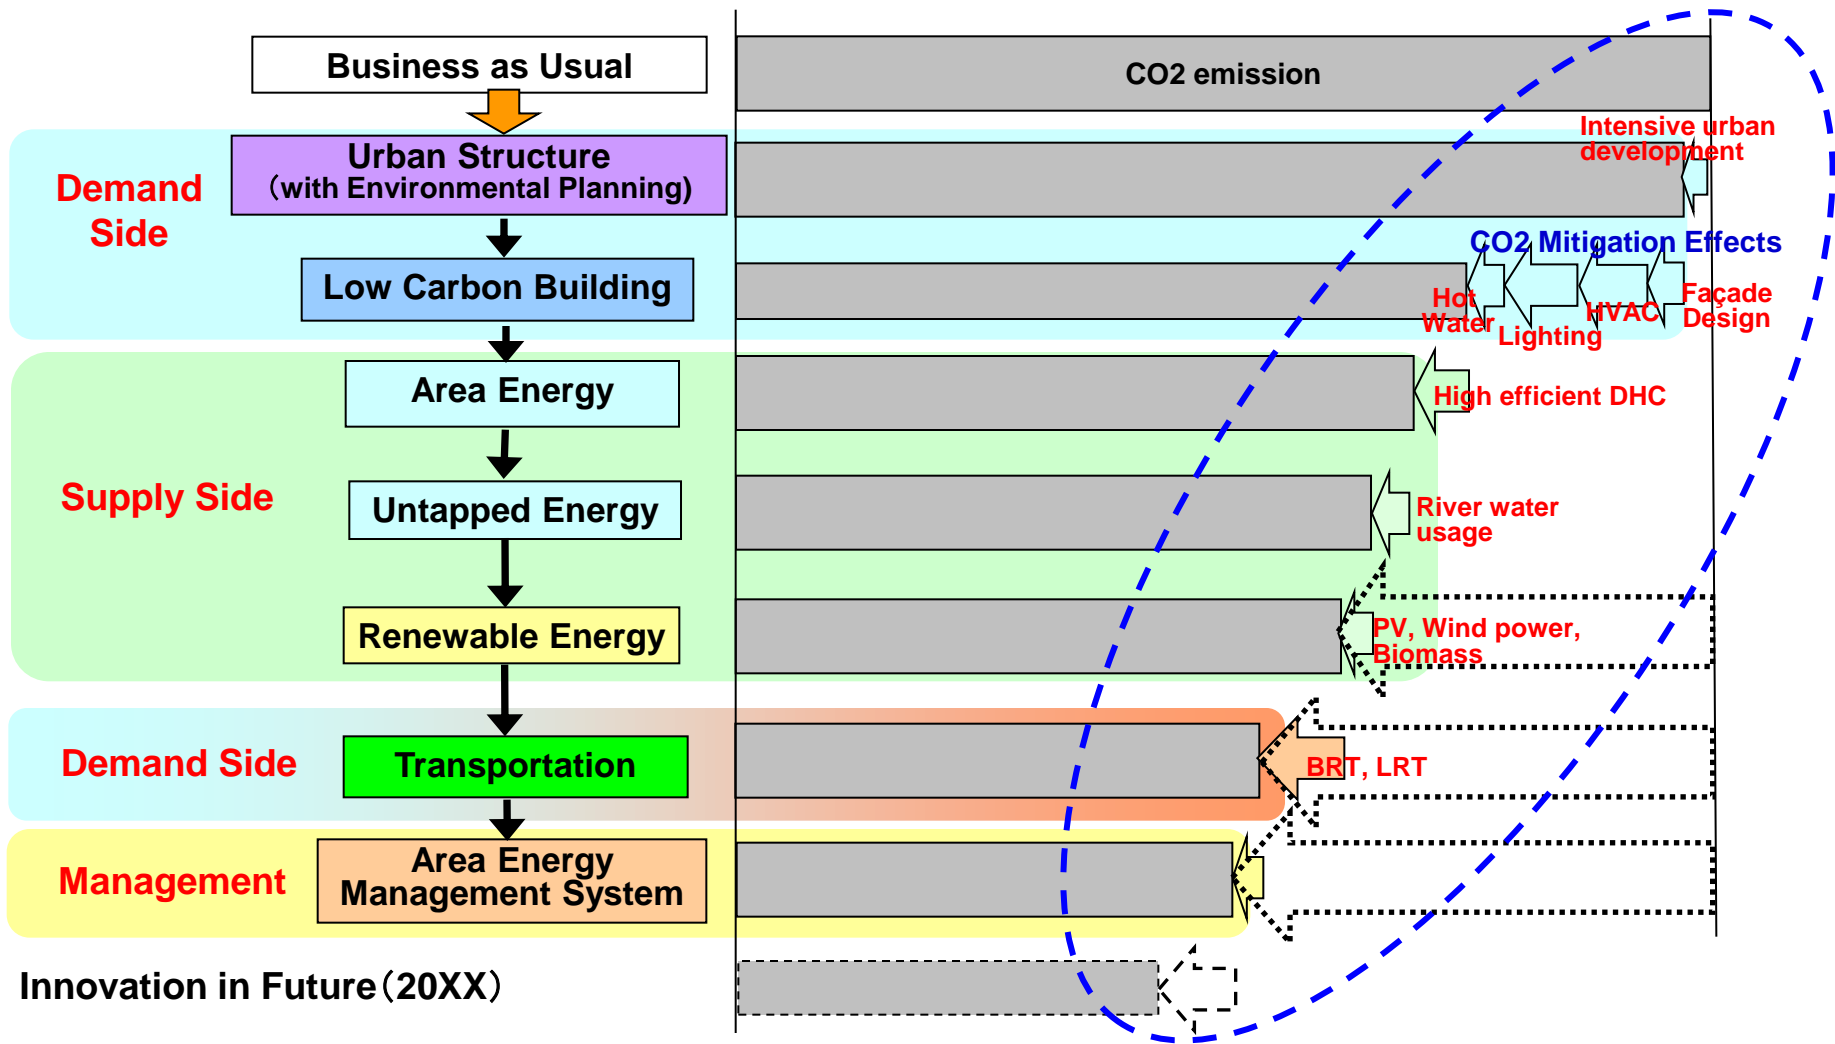 Business as Usual
CO2 emission
Demand
Side
Urban Structure
（with Environmental Planning)
Intensive urban
development
CO2 Mitigation Effects
Low Carbon Building
Hot
Water
Lighting
HVAC
Façade
Design
Supply Side
Area Energy
High efficient DHC
Untapped Energy
River water
usage
Renewable Energy
PV, Wind power,
Biomass
Demand Side
Transportation
BRT, LRT
Management
Area Energy
Management System
Innovation in Future（20XX）